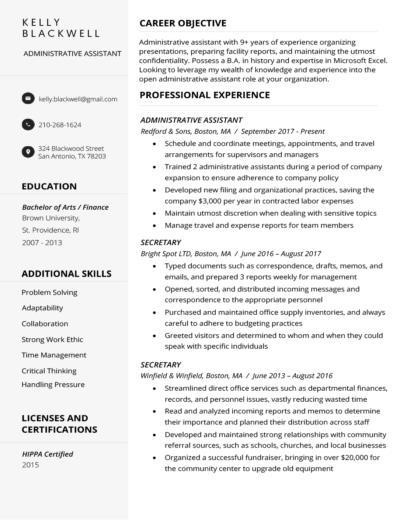 KELLY
BLACKWELL
ADMINISTRATIVE ASSISTANT
kelly.blackwell@gmail.com
210-268-1624
324 Blackwood Street
San Antonio, TX 78203
EDUCATION
Bachelor of Arts / Finance
Brown University,
St. Providence, RI
2007 - 2013
ADDITIONAL SKILLS
Problem Solving
Adaptability
Collaboration
Strong Work Ethic
Time Management
Critical Thinking
Handling Pressure
LICENSES AND
CERTIFICATIONS
HIPPA Certified
2015
CAREER OBJECTIVE
Administrative assistant with 9+ years of experience organizing
presentations, preparing facility reports, and maintaining the utmost
confidentiality. Possess a B.A. in history and expertise in Microsoft Excel.
Looking to leverage my wealth of knowledge and experience into the
open administrative assistant role at your organization.
PROFESSIONAL EXPERIENCE
ADMINISTRATIVE ASSISTANT
Redford & Sons, Boston, MA / September 2017 - Present
• Schedule and coordinate meetings, appointments, and travel
arrangements for supervisors and managers
• Trained 2 administrative assistants during a period of company
expansion to ensure adherence to company policy
• Developed new filing and organizational practices, saving the
company $3,000 per year in contracted labor expenses
• Maintain utmost discretion when dealing with sensitive topics
• Manage travel and expense reports for team members
SECRETARY
Bright Spot LTD, Boston, MA / June 2016 – August 2017
• Typed documents such as correspondence, drafts, memos, and
emails, and prepared 3 reports weekly for management
• Opened, sorted, and distributed incoming messages and
correspondence to the appropriate personnel
• Purchased and maintained office supply inventories, and always
careful to adhere to budgeting practices
• Greeted visitors and determined to whom and when they could
speak with specific individuals
SECRETARY
Winfield & Winfield, Boston, MA / June 2013 – August 2016
• Streamlined direct office services such as departmental finances,
records, and personnel issues, vastly reducing wasted time
• Read and analyzed incoming reports and memos to determine
their importance and planned their distribution across staff
• Developed and maintained strong relationships with community
referral sources, such as schools, churches, and local businesses
• Organized a successful fundraiser, bringing in over $20,000 for
the community center to upgrade old equipment